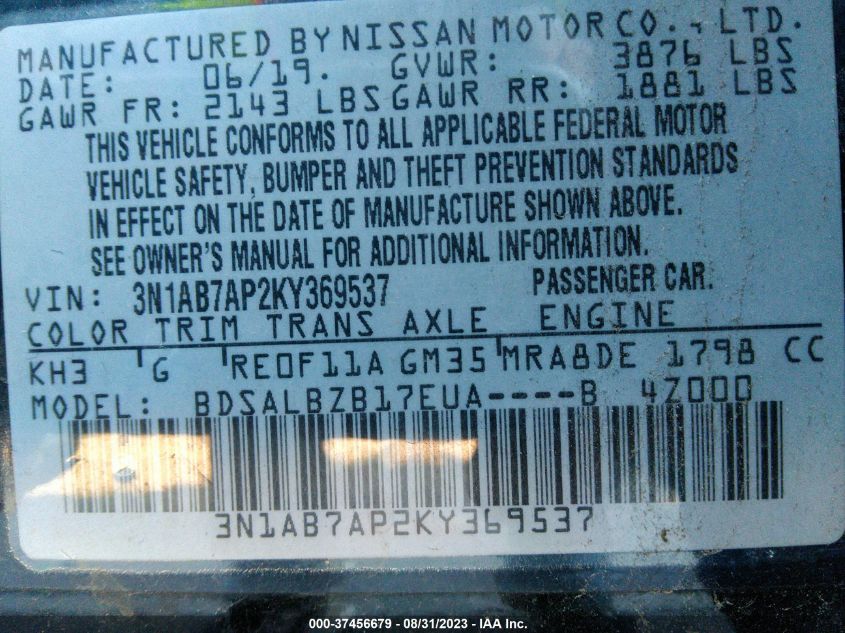 MANUFACTURED BY NISSAN MOTOR CO., LTD.
DATE: 06/19. GVWR: 3876 LBS
GAWR FR: 2143 LBS GAWR RR: 1881 LBS
THIS VEHICLE CONFORMS TO ALL APPLICABLE FEDERAL MOTOR
VEHICLE SAFETY, BUMPER AND THEFT PREVENTION STANDARDS
IN EFFECT ON THE DATE OF MANUFACTURE SHOWN ABOVE.
SEE OWNER'S MANUAL FOR ADDITIONAL INFORMATION.
VIN: 3N1AB7AP2KY369537 PASSENGER CAR.
COLOR TRIM TRANS AXLE ENGINE
KH3 G RE0F11A GM35 MRA8DE 1798 CC
MODEL: BDSALBZB17EUA----B 4Z000
3N1AB7AP2KY369537
000-37456679 - 08/31/2023 - IAA Inc.